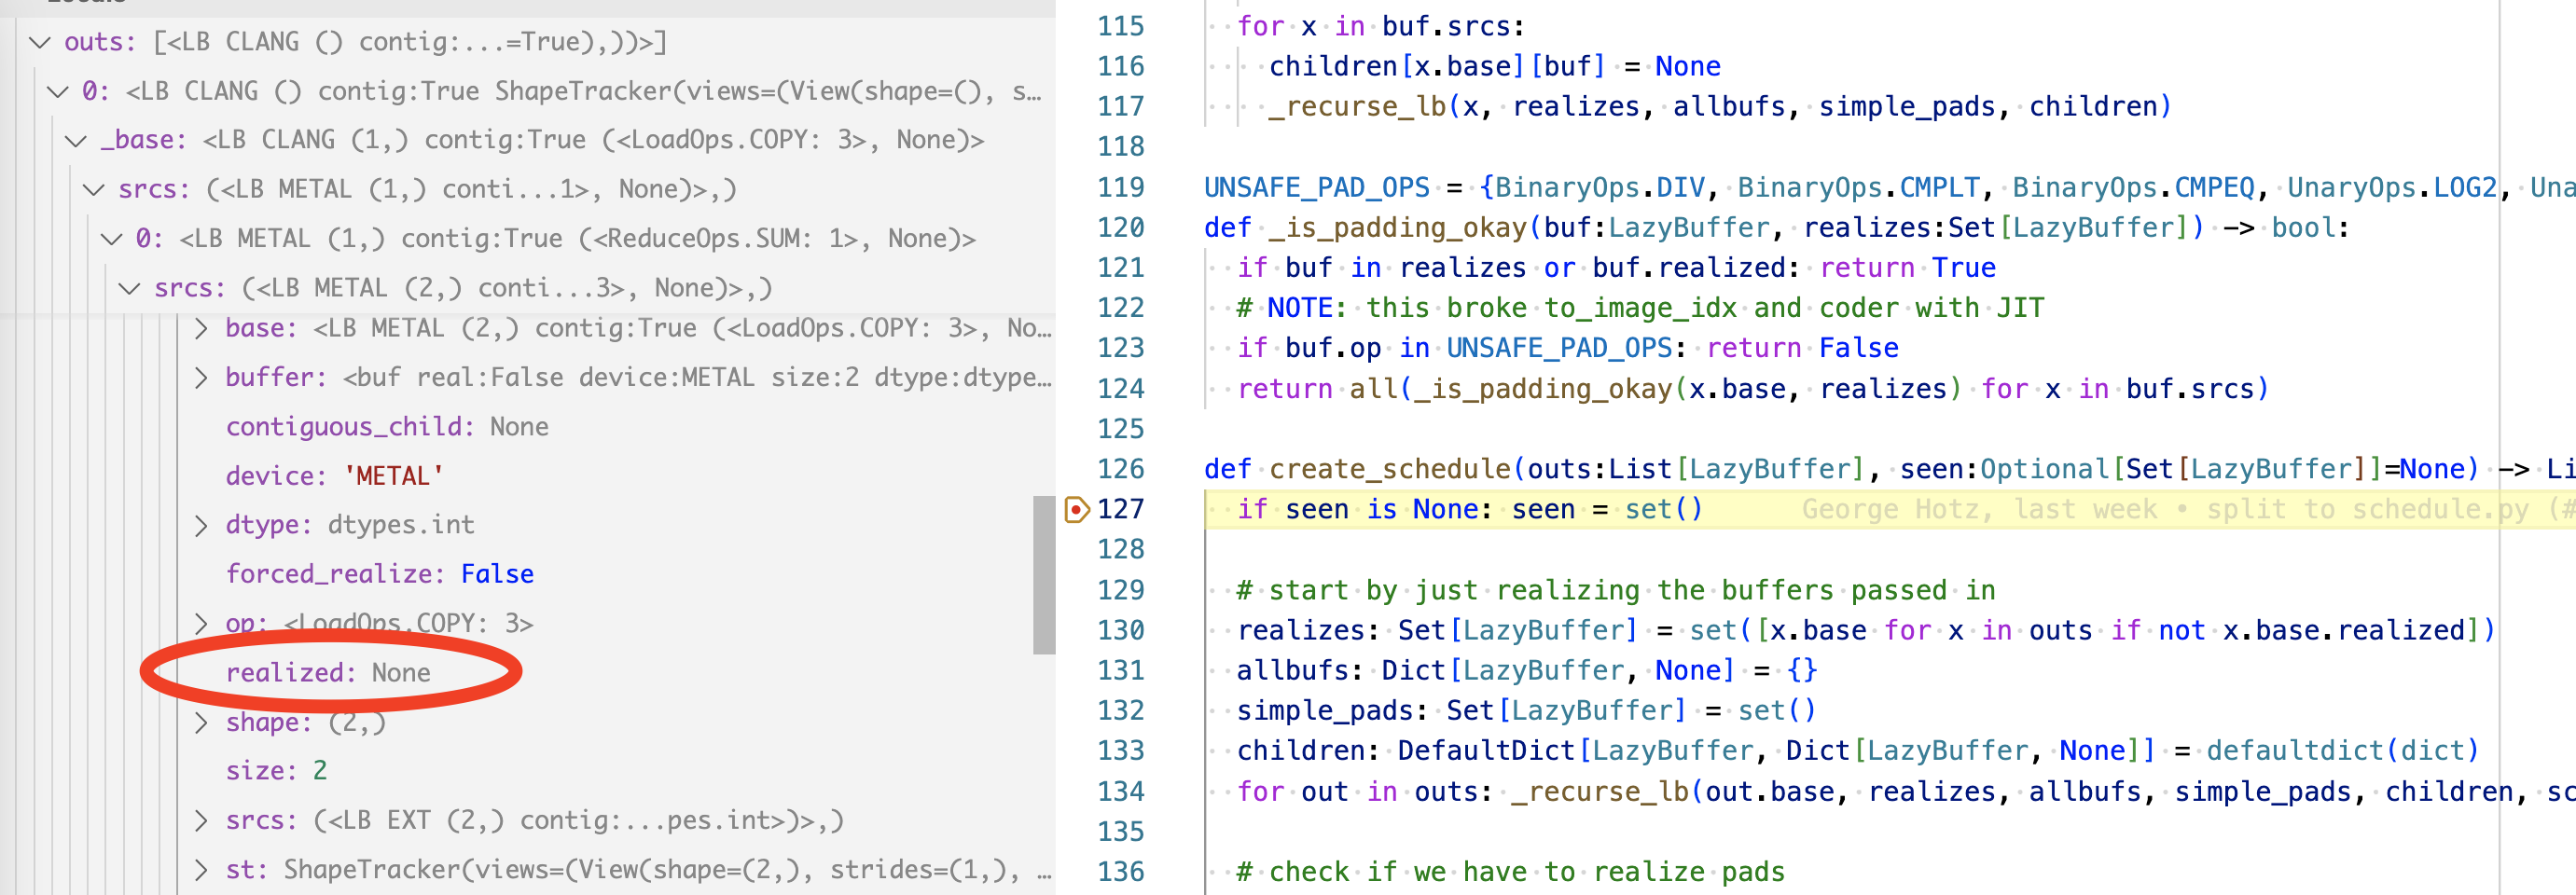 outs: [<LB CLANG () contig:...=True),))>]
0: <LB CLANG () contig:True ShapeTracker(views=(View(shape=(), s…
_base: <LB CLANG (1,) contig:True (<LoadOps.COPY: 3>, None)>
srcs: (<LB METAL (1,) conti...1>, None)>,)
0: <LB METAL (1,) contig:True (<ReduceOps.SUM: 1>, None)>
srcs: (<LB METAL (2,) conti...3>, None)>,)
base: <LB METAL (2,) contig:True (<LoadOps.COPY: 3>, No…
buffer: <buf real:False device:METAL size:2 dtype:dtype…
contiguous_child: None
device: 'METAL'
dtype: dtypes.int
forced_realize: False
op: <LoadOps.COPY: 3>
realized: None
shape: (2,)
size: 2
srcs: (<LB EXT (2,) contig:...pes.int>)>,)
st: ShapeTracker(views=(View(shape=(2,), strides=(1,), …
115 for x in buf.srcs:
116 children[x.base][buf] = None
117 _recurse_lb(x, realizes, allbufs, simple_pads, children)
118
119 UNSAFE_PAD_OPS = {BinaryOps.DIV, BinaryOps.CMPLT, BinaryOps.CMPEQ, UnaryOps.LOG2, Una
120 def _is_padding_okay(buf:LazyBuffer, realizes:Set[LazyBuffer]) -> bool:
121 if buf in realizes or buf.realized: return True
122 # NOTE: this broke to_image_idx and coder with JIT
123 if buf.op in UNSAFE_PAD_OPS: return False
124 return all(_is_padding_okay(x.base, realizes) for x in buf.srcs)
125
126 def create_schedule(outs:List[LazyBuffer], seen:Optional[Set[LazyBuffer]]=None) -> Li
127 if seen is None: seen = set() George Hotz, last week • split to schedule.py (#
128
129 # start by just realizing the buffers passed in
130 realizes: Set[LazyBuffer] = set([x.base for x in outs if not x.base.realized])
131 allbufs: Dict[LazyBuffer, None] = {}
132 simple_pads: Set[LazyBuffer] = set()
133 children: DefaultDict[LazyBuffer, Dict[LazyBuffer, None]] = defaultdict(dict)
134 for out in outs: _recurse_lb(out.base, realizes, allbufs, simple_pads, children, sc
135
136 # check if we have to realize pads